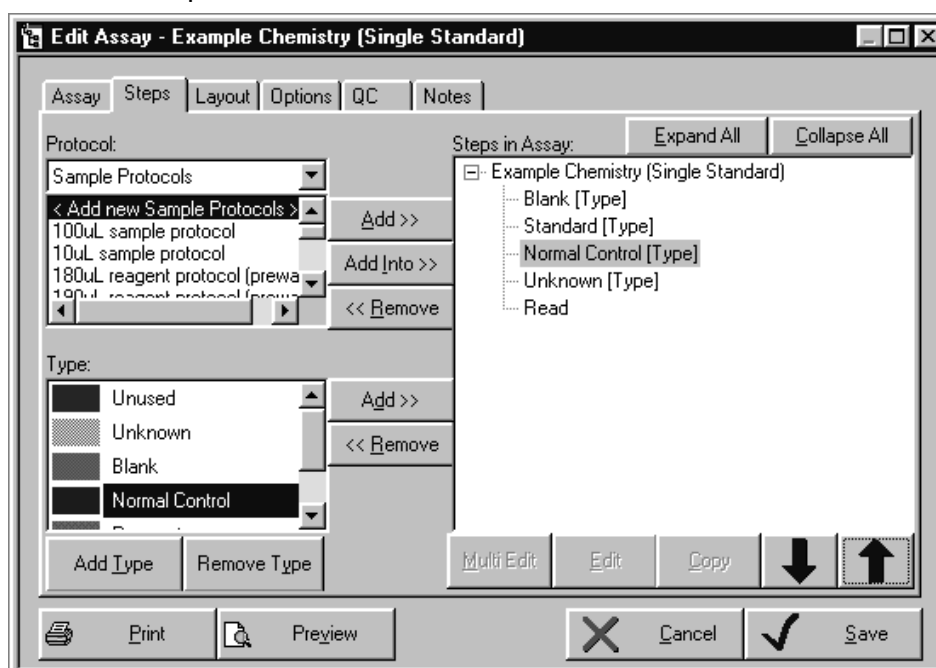 Edit Assay - Example Chemistry (Single Standard)
Assay Steps Layout Options QC Notes
Protocol:
Sample Protocols
< Add new Sample Protocols >
100uL sample protocol
10uL sample protocol
180uL reagent protocol (prewa
Add >>
Add Into >>
<< Remove
Type:
Unused
Unknown
Blank
Normal Control
Add >>
<< Remove
Add Type Remove Type
Steps in Assay:
Expand All Collapse All
Example Chemistry (Single Standard)
Blank [Type]
Standard [Type]
Normal Control [Type]
Unknown [Type]
Read
Multi Edit Edit Copy
Print Preview Cancel Save